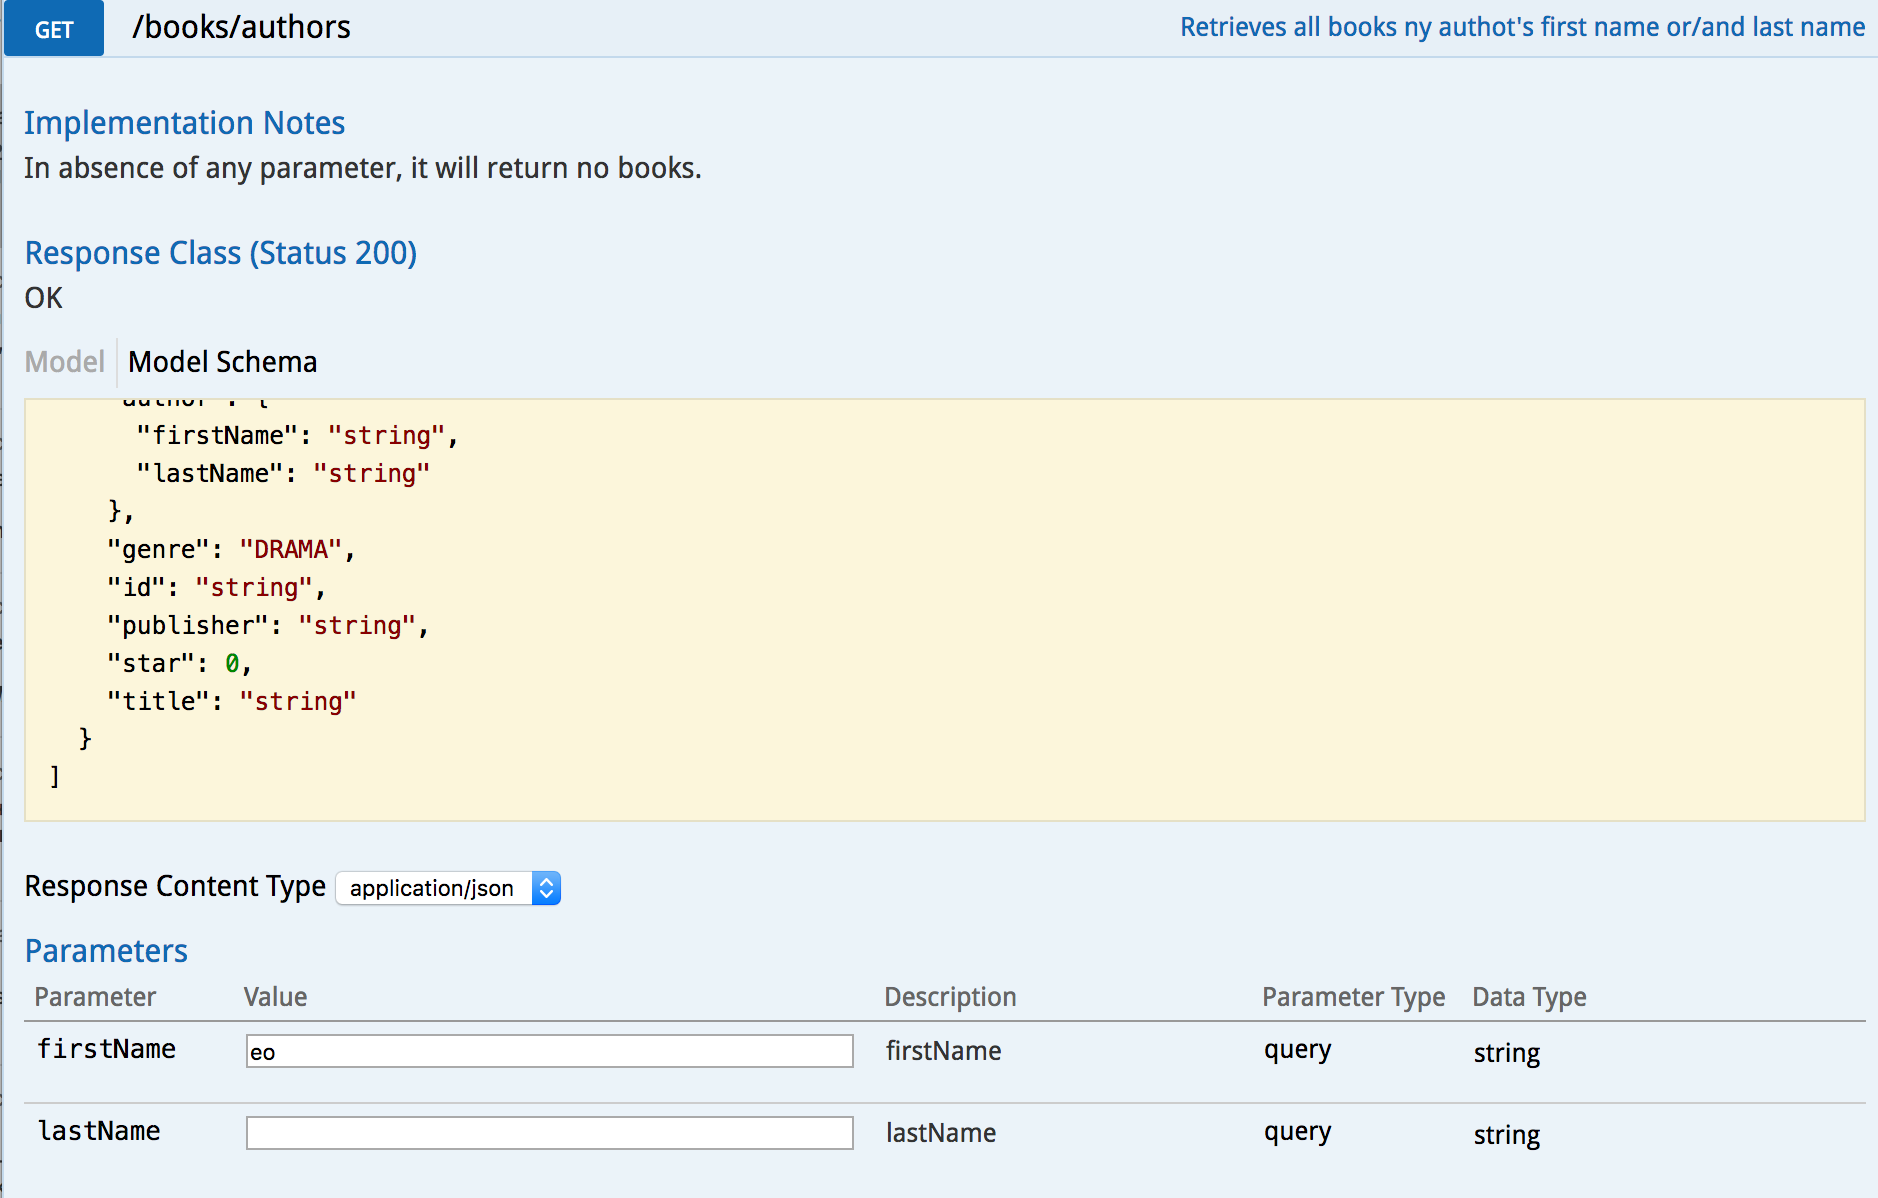 GET /books/authors Retrieves all books ny authot's first name or/and last name
Implementation Notes
In absence of any parameter, it will return no books.
Response Class (Status 200)
OK
Model Model Schema
"author": {
"firstName": "string",
"lastName": "string"
},
"genre": "DRAMA",
"id": "string",
"publisher": "string",
"star": 0,
"title": "string"
}
]
Response Content Type application/json
Parameters
Parameter Value Description Parameter Type Data Type
firstName eo firstName query string
lastName lastName query string